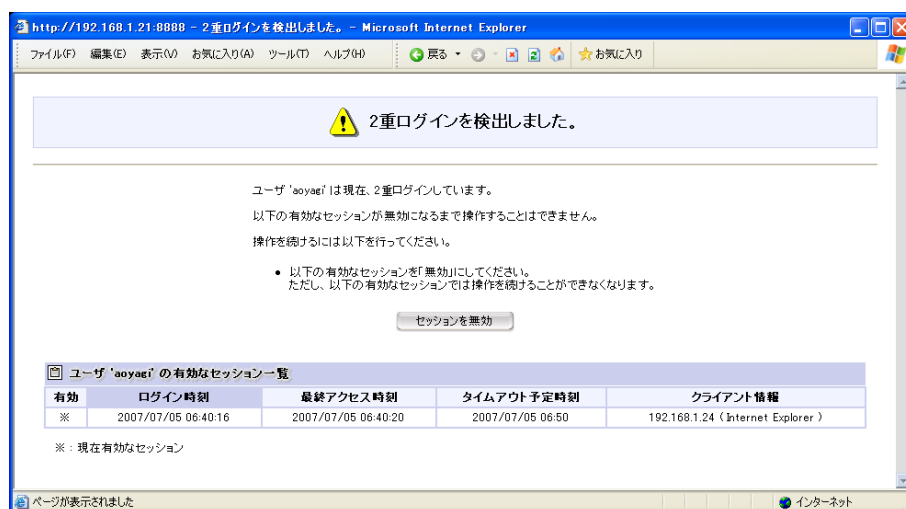 http://192.168.1.21:8888 - 2重ログインを検出しました。 - Microsoft Internet Explorer
ファイル(F) 編集(E) 表示(V) お気に入り(A) ツール(T) ヘルプ(H) 戻る お気に入り
2重ログインを検出しました。
ユーザ 'aoyagi' は現在、2重ログインしています。
以下の有効なセッションが無効になるまで操作することはできません。
操作を続けるには以下を行ってください。
• 以下の有効なセッションを「無効」にしてください。
ただし、以下の有効なセッションでは操作を続けることができなくなります。
セッションを無効
ユーザ 'aoyagi' の有効なセッション一覧
有効 ログイン時刻 最終アクセス時刻 タイムアウト予定時刻 クライアント情報
※ 2007/07/05 06:40:16 2007/07/05 06:40:20 2007/07/05 06:50 192.168.1.24 ( Internet Explorer )
※ : 現在有効なセッション
ページが表示されました インターネット